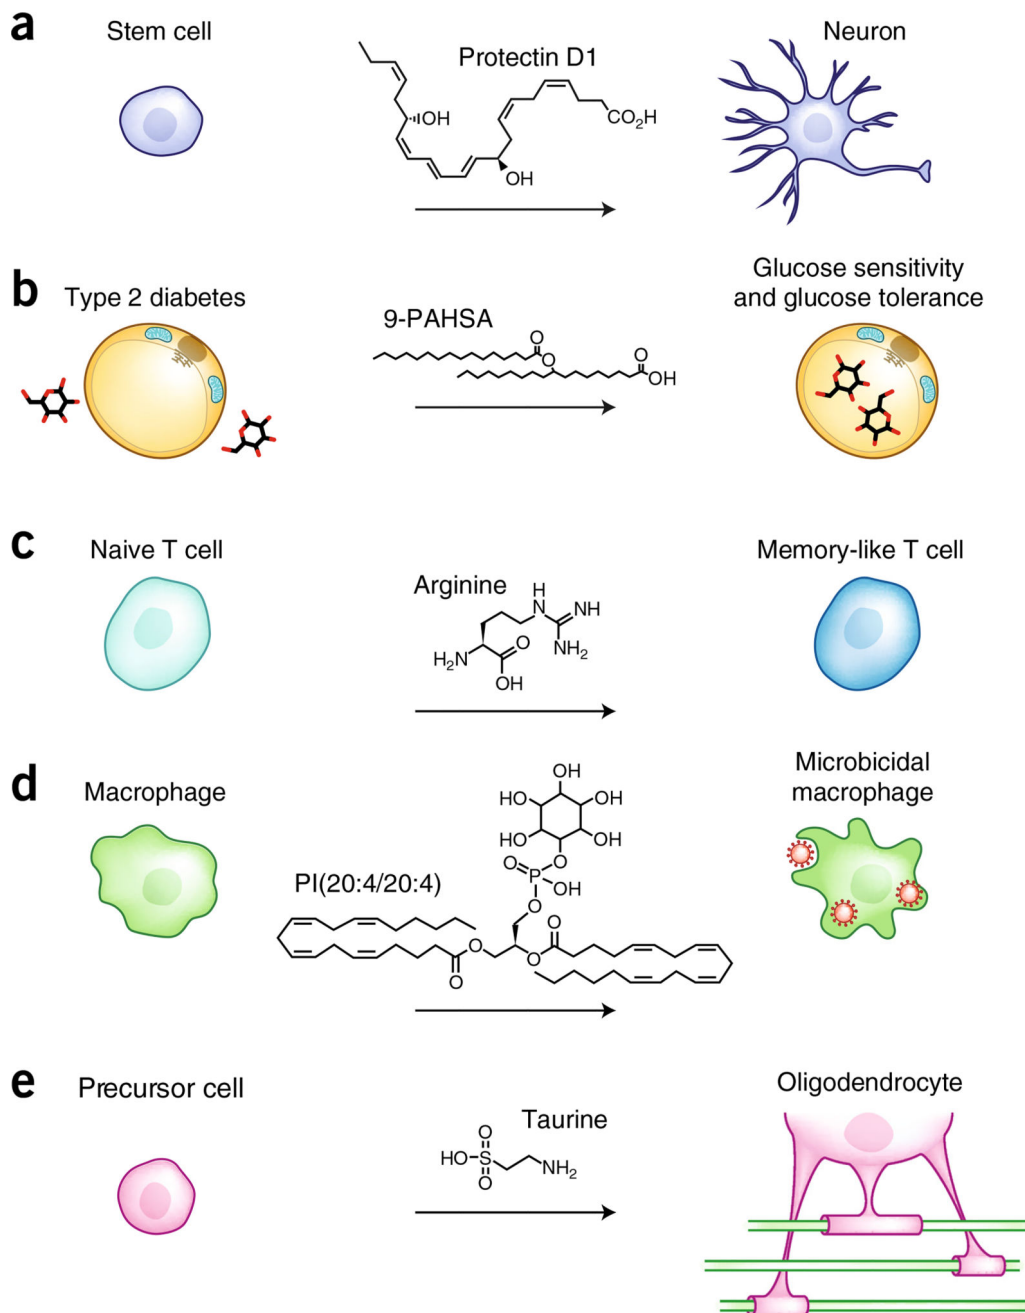 a
Stem cell
Protectin D1
Neuron
OH
CO2H
OH
b
Type 2 diabetes
9-PAHSA
Glucose sensitivity
and glucose tolerance
O
O
O
OH
c
Naive T cell
Arginine
Memory-like T cell
H
N
NH
O
NH2
H2N
OH
d
Macrophage
Microbicidal
macrophage
OH
HO
OH
HO
OH
O
O
P
OH
PI(20:4/20:4)
O
O
O
O
O
e
Precursor cell
Taurine
Oligodendrocyte
O
HO
S
NH2
O